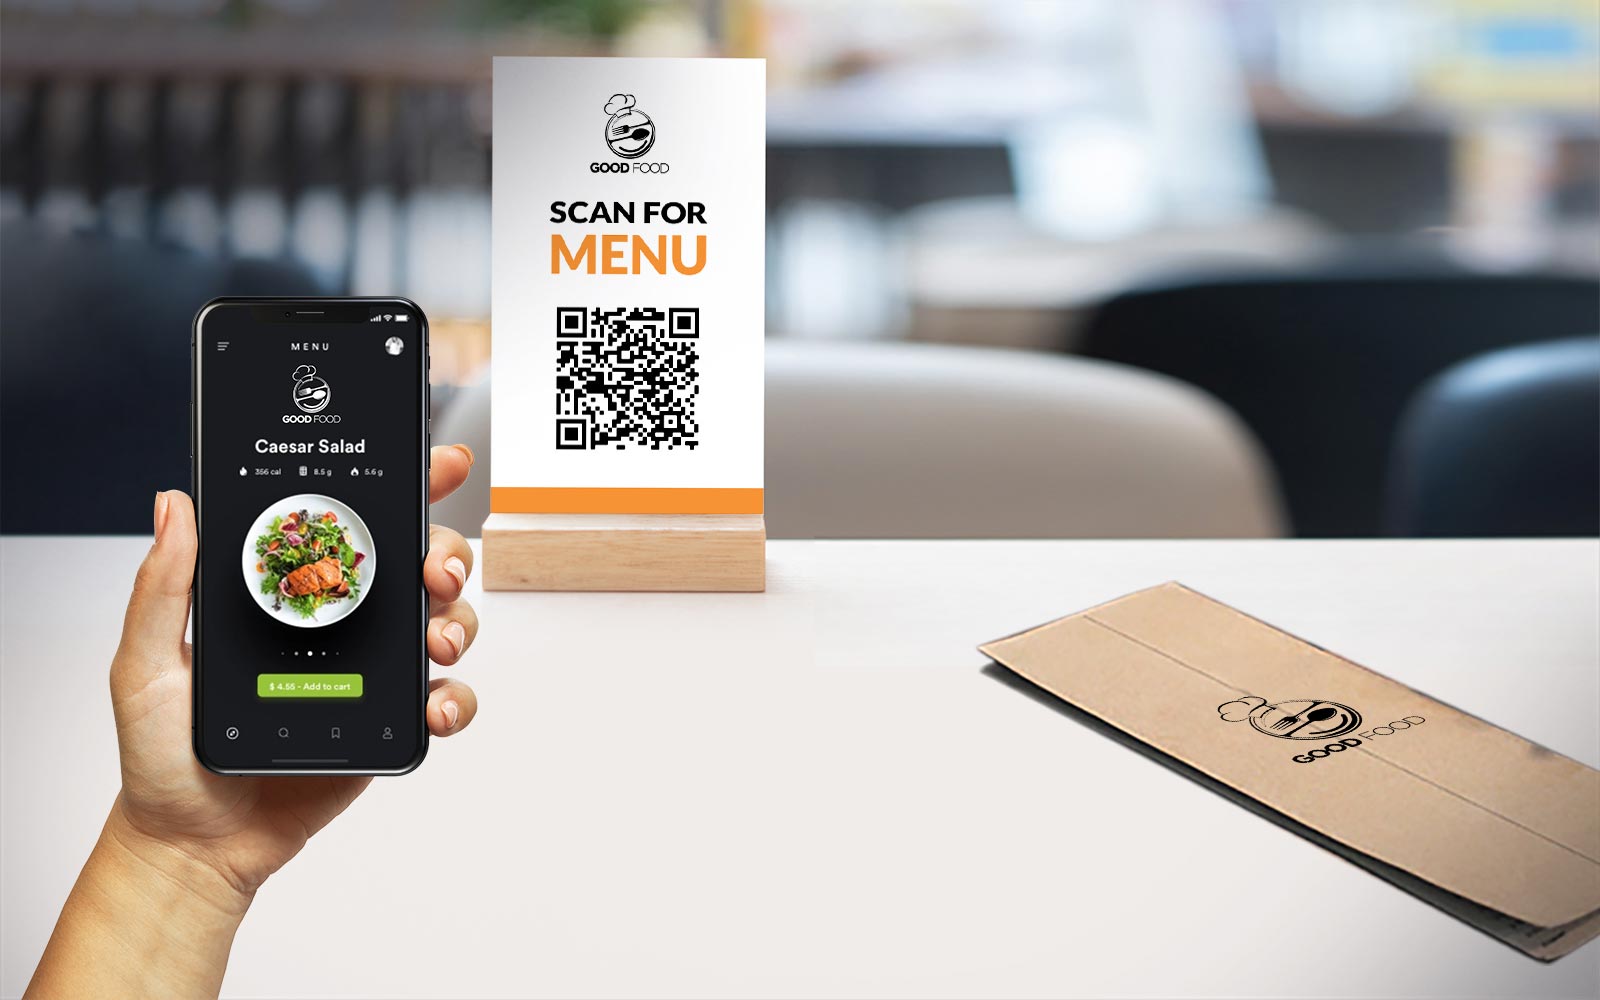 GOOD FOOD
SCAN FOR
MENU
MENU
GOOD FOOD
Caesar Salad
356 cal
8.5 g
5.6 g
$ 4.55 - Add to cart
GOOD FOOD